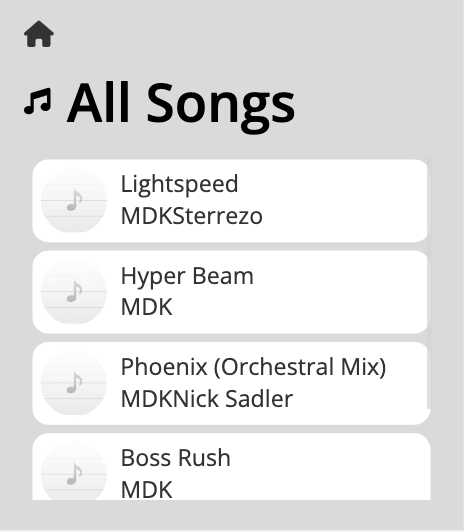 All Songs
Lightspeed
MDKSterrezo
Hyper Beam
MDK
Phoenix (Orchestral Mix)
MDKNick Sadler
Boss Rush
MDK